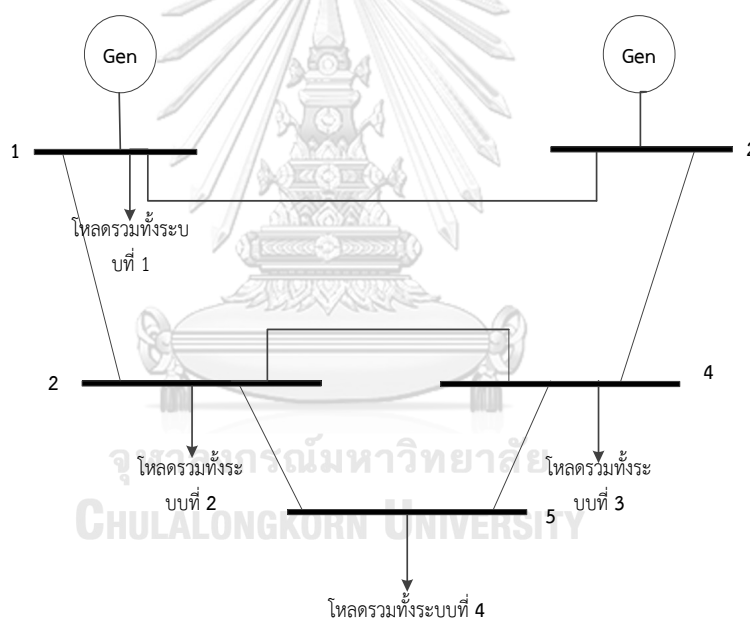 Gen
Gen
1
2
โหลดรวมทั้งระบ
บที่ 1
2
4
โหลดรวมทั้งระ
บบที่ 2
โหลดรวมทั้งระ
บบที่ 3
จุฬาลงกรณ์มหาวิทยาลัย
CHULALONGKORN UNIVERSITY
5
โหลดรวมทั้งระบบที่ 4